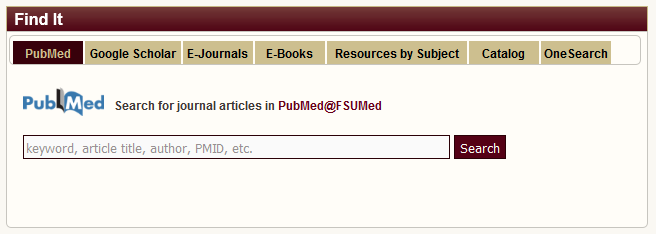 Find It
PubMed Google Scholar E-Journals E-Books Resources by Subject Catalog OneSearch
PubMed Search for journal articles in PubMed@FSUMed
keyword, article title, author, PMID, etc. Search